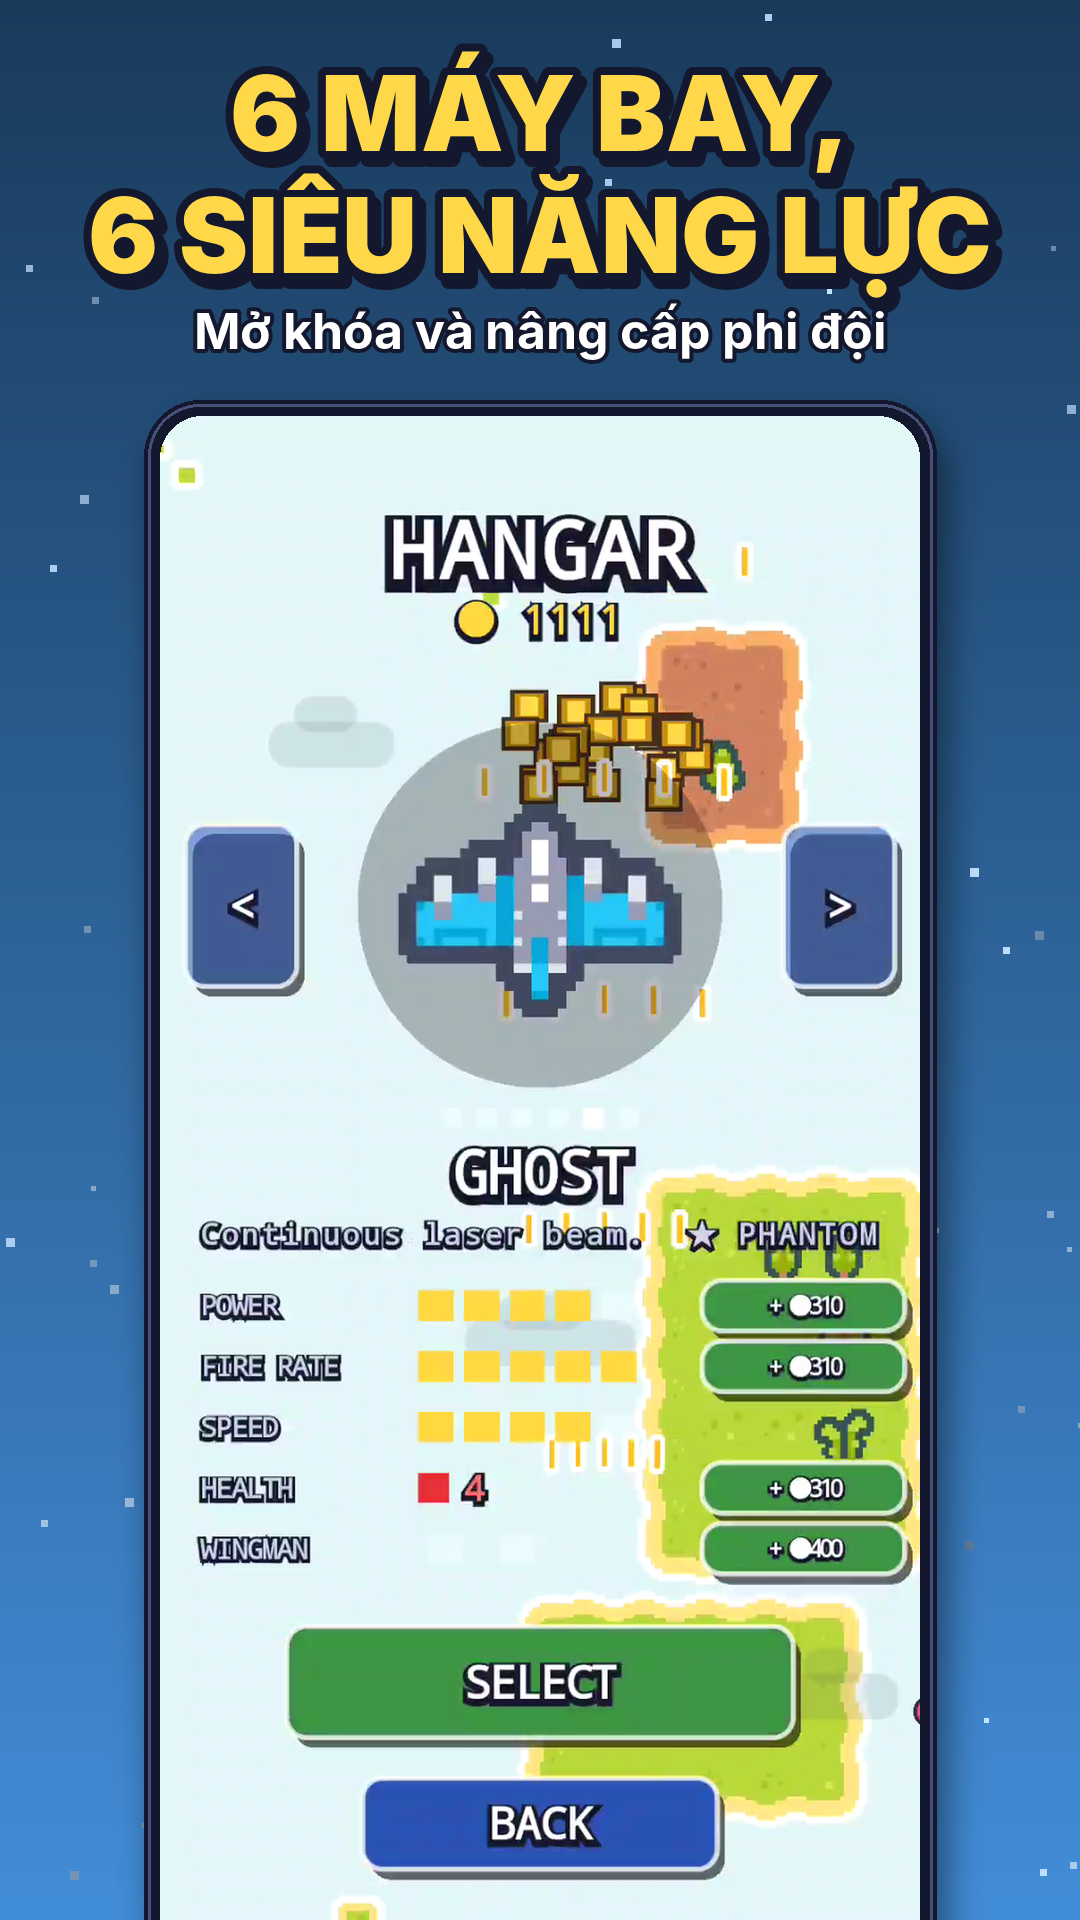 6 MÁY BAY,
6 SIÊU NĂNG LỰC
Mở khóa và nâng cấp phi đội
HANGAR
1111
<
>
GHOST
Continuous laser beam. ★ PHANTOM
POWER + 310
FIRE RATE + 310
SPEED
HEALTH 4 + 310
WINGMAN + 400
SELECT
BACK